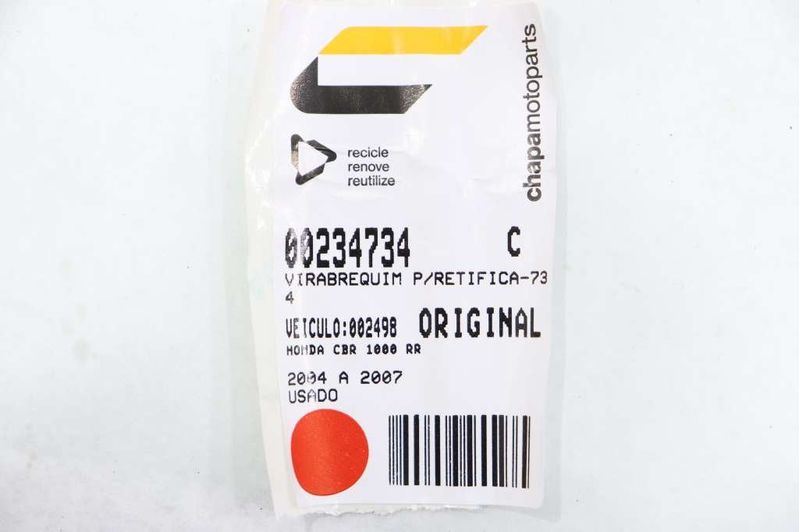 chapamotoparts
recicle
renove
reutilize
00234734 C
VIRABREQUIM P/RETIFICA-73
4
VEICULO:002498 ORIGINAL
HONDA CBR 1000 RR
2004 A 2007
USADO